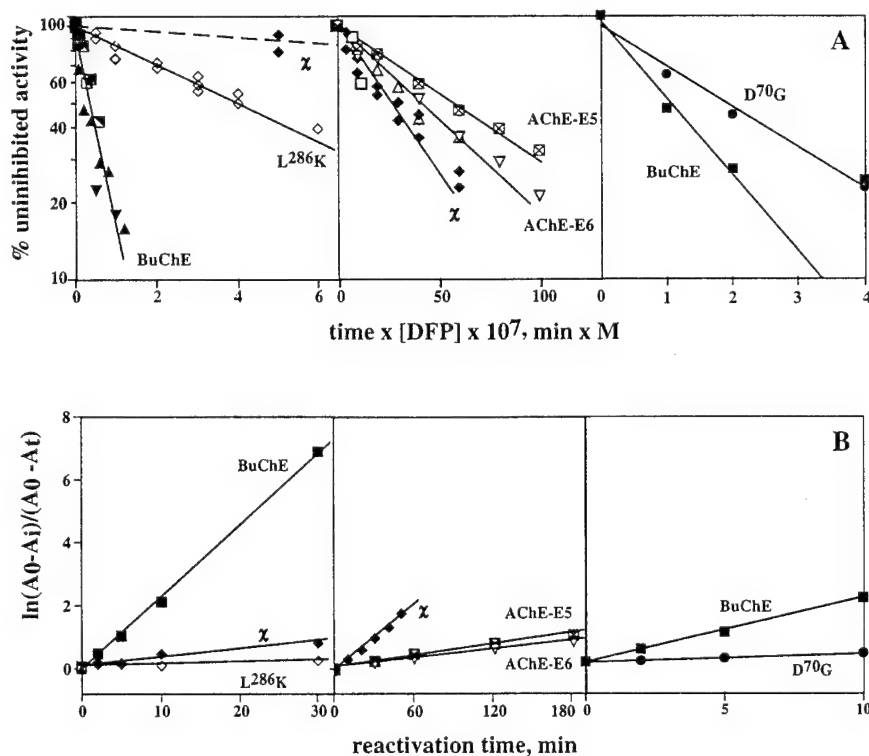 A
% uninhibited activity
100
80
60
40
20
10
χ
L286K
BuChE
AChE-E5
AChE-E6
χ
D70G
BuChE
0 2 4 6
0 50 100
0 1 2 3 4
time x [DFP] x 10⁷, min x M
B
ln(A0-Ai)/(A0 -At)
8
6
4
2
0
BuChE
χ
L286K
χ
AChE-E5
AChE-E6
BuChE
D70G
0 10 20 30
0 60 120 180
0 5 10
reactivation time, min